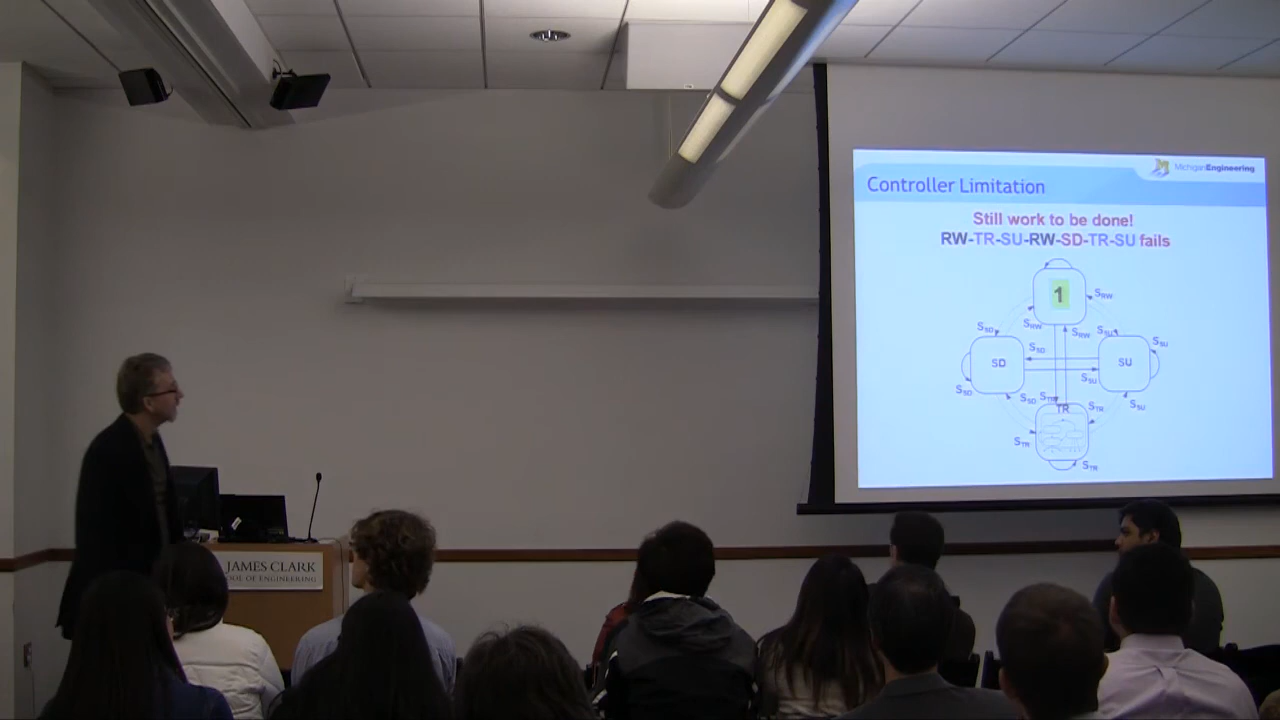 MichiganEngineering
Controller Limitation
Still work to be done!
RW-TR-SU-RW-SD-TR-SU fails
1
SRW
SSD
SRW
SRW
SSU
SSU
SSD
SD
SU
SSU
SSD
SSD
STR
STR
SSU
TR
STR
STR
JAMES CLARK
OOL OF ENGINEERING